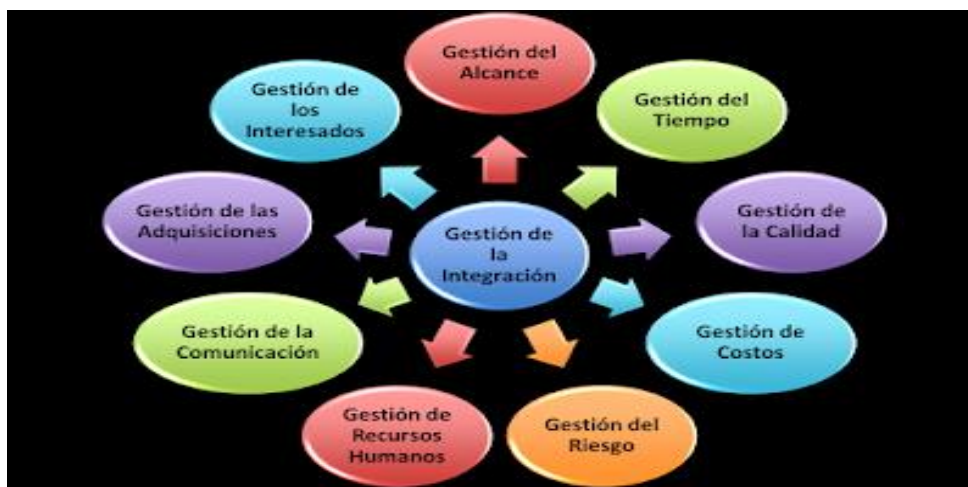 Gestión del
Alcance
Gestión del
Tiempo
Gestión de
la Calidad
Gestión de
Costos
Gestión del
Riesgo
Gestión de
Recursos
Humanos
Gestión de la
Comunicación
Gestión de las
Adquisiciones
Gestión de
los
Interesados
Gestión de
la
Integración